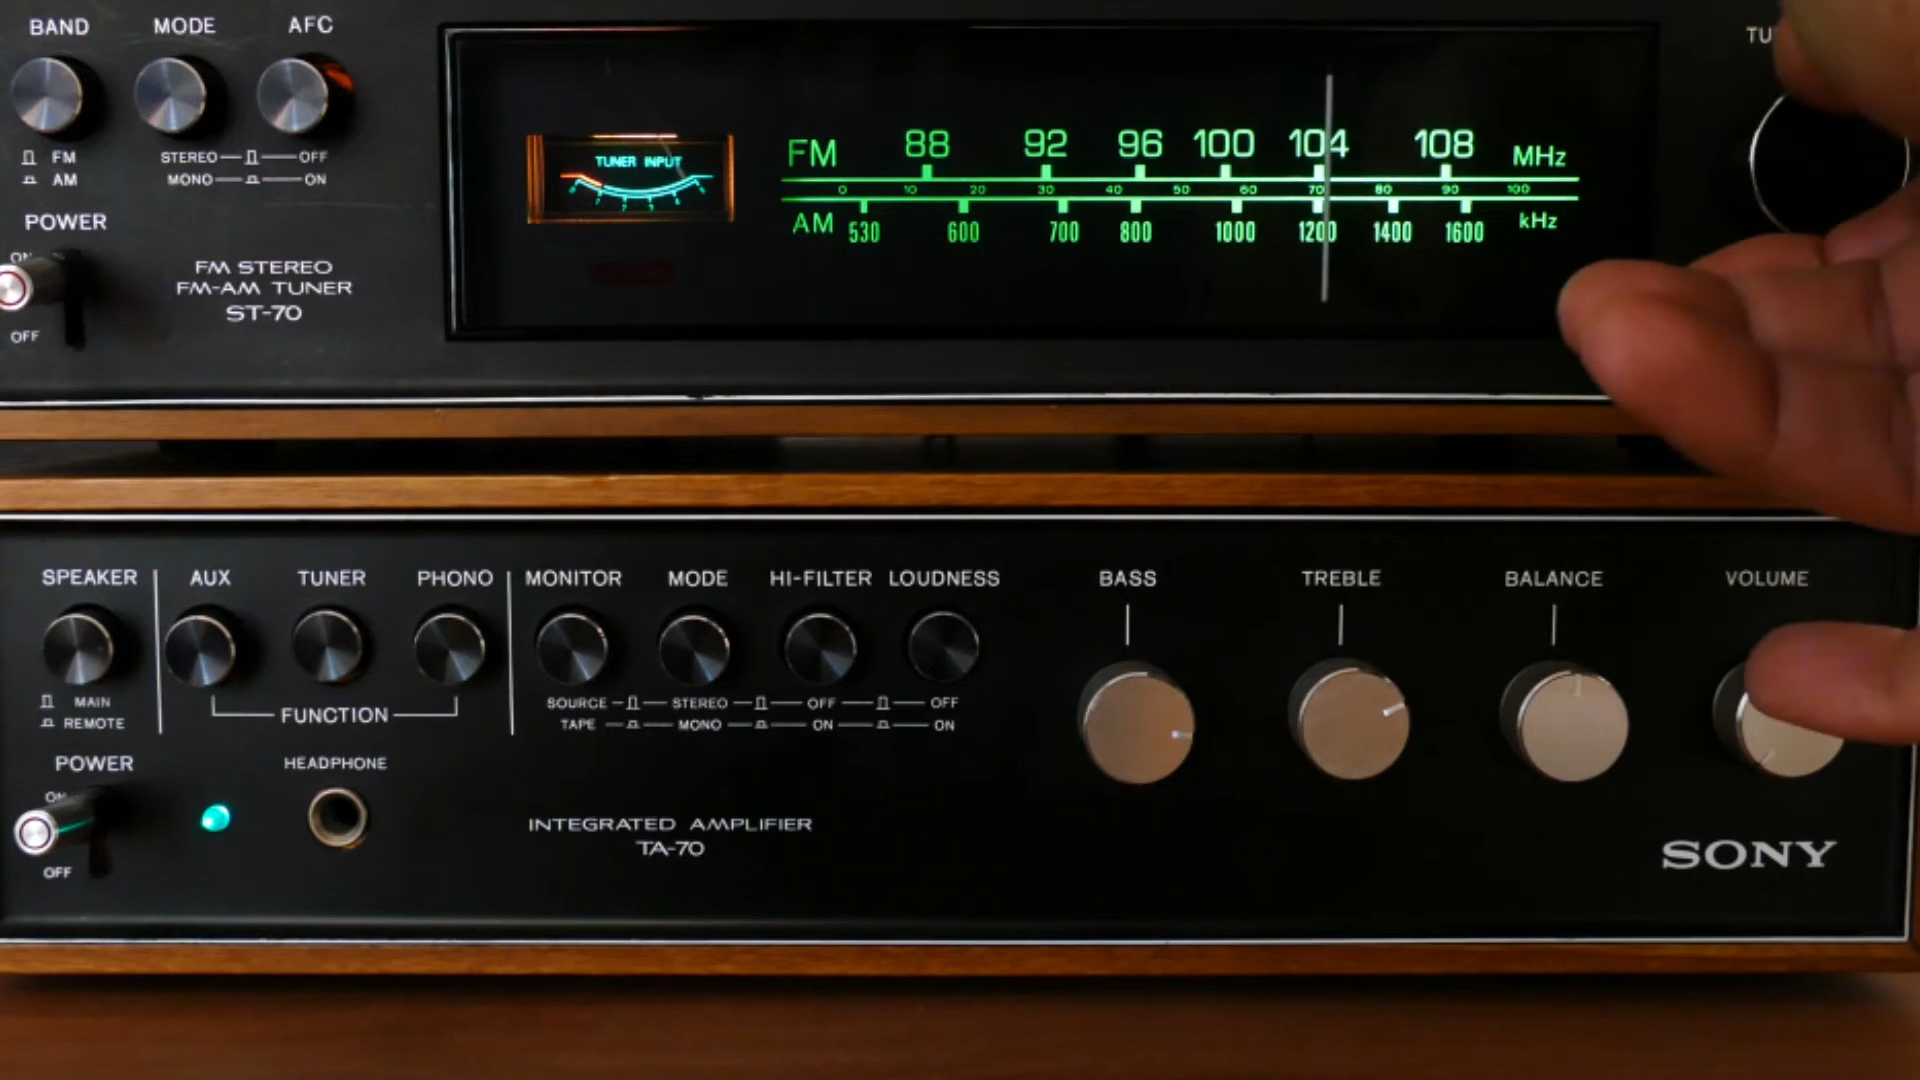 BAND MODE AFC
TU
FM
AM
STEREO OFF
MONO ON
POWER
ON
OFF
FM STEREO
FM-AM TUNER
ST-70
TUNER INPUT
FM 88 92 96 100 104 108 MHz
0 10 20 30 40 50 60 70 80 90 100
AM 530 600 700 800 1000 1200 1400 1600 kHz
SPEAKER AUX TUNER PHONO MONITOR MODE HI-FILTER LOUDNESS BASS TREBLE BALANCE VOLUME
MAIN
REMOTE
FUNCTION
SOURCE STEREO OFF OFF
TAPE MONO ON ON
POWER
ON
OFF
HEADPHONE
INTEGRATED AMPLIFIER
TA-70
SONY